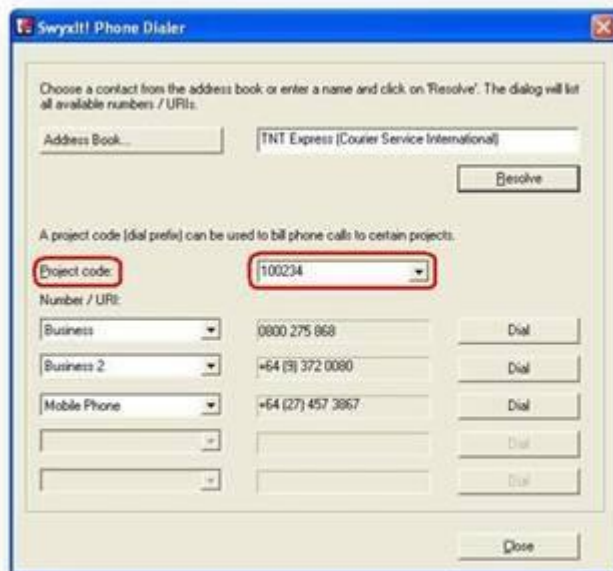 SwyxIt! Phone Dialer
Choose a contact from the address book or enter a name and click on 'Resolve'. The dialog will list
all available numbers / URIs.
Address Book... TNT Express (Courier Service International)
Resolve
A project code (dial prefix) can be used to bill phone calls to certain projects.
Project code: 100234
Number / URI:
Business 0800 275 868 Dial
Business 2 +64 (9) 372 0080 Dial
Mobile Phone +64 (27) 457 3867 Dial
Dial
Dial
Close